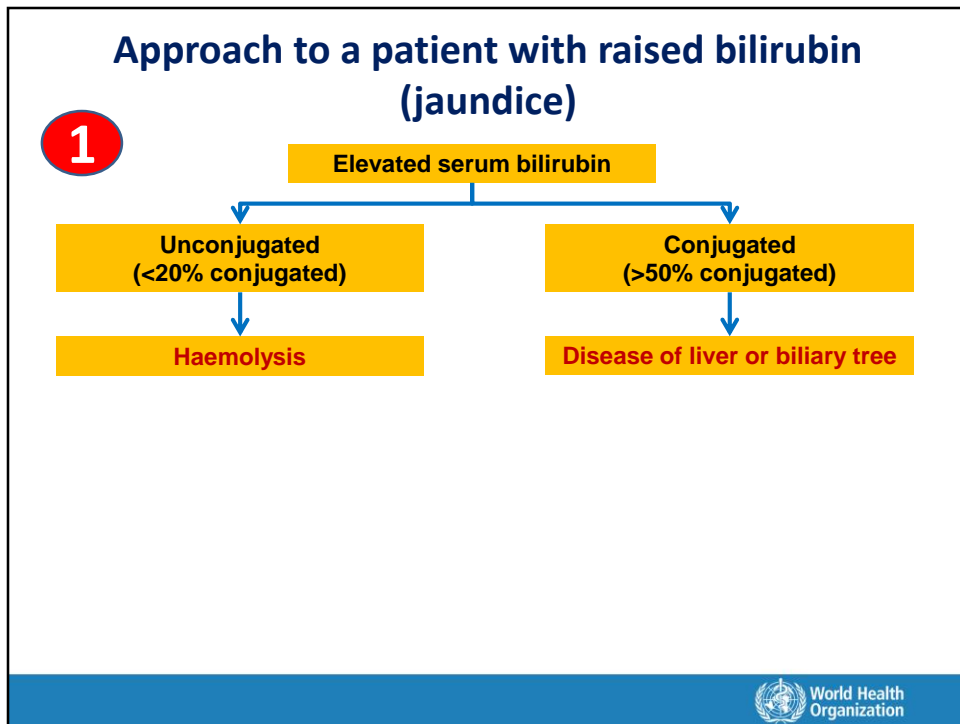 Approach to a patient with raised bilirubin
(jaundice)
1
Elevated serum bilirubin
Unconjugated
(<20% conjugated)
Conjugated
(>50% conjugated)
Haemolysis
Disease of liver or biliary tree
World Health
Organization